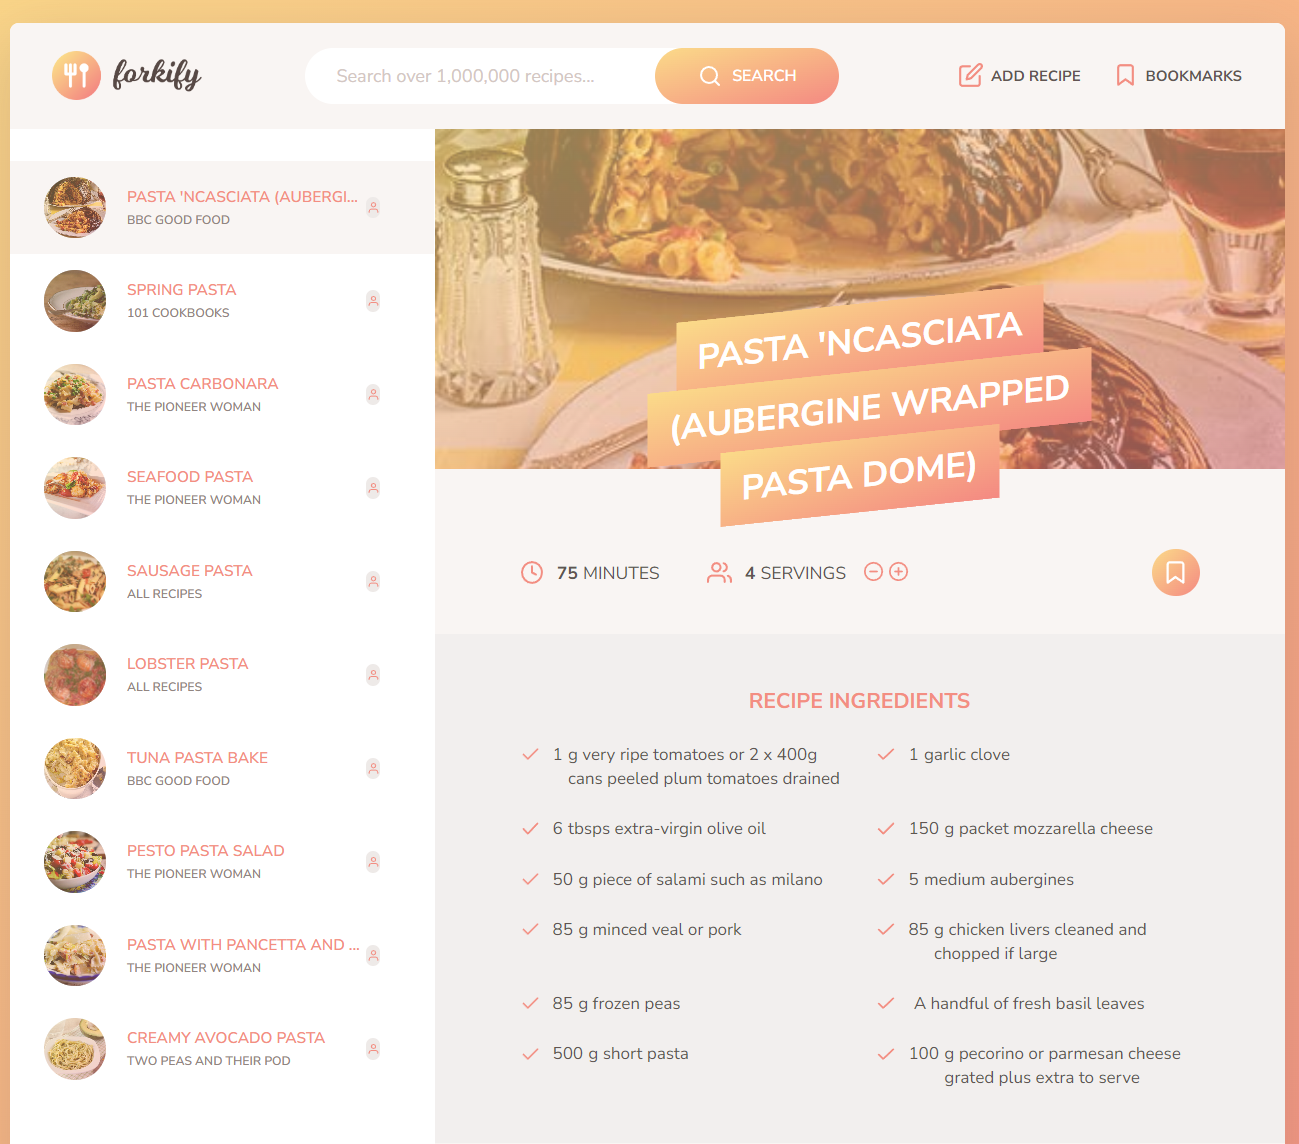 forkify
Search over 1,000,000 recipes...
SEARCH
ADD RECIPE
BOOKMARKS
PASTA 'NCASCIATA (AUBERGI...
BBC GOOD FOOD
SPRING PASTA
101 COOKBOOKS
PASTA CARBONARA
THE PIONEER WOMAN
SEAFOOD PASTA
THE PIONEER WOMAN
SAUSAGE PASTA
ALL RECIPES
LOBSTER PASTA
ALL RECIPES
TUNA PASTA BAKE
BBC GOOD FOOD
PESTO PASTA SALAD
THE PIONEER WOMAN
PASTA WITH PANCETTA AND ...
THE PIONEER WOMAN
CREAMY AVOCADO PASTA
TWO PEAS AND THEIR POD
PASTA 'NCASCIATA
(AUBERGINE WRAPPED
PASTA DOME)
75 MINUTES
4 SERVINGS
RECIPE INGREDIENTS
1 g very ripe tomatoes or 2 x 400g
cans peeled plum tomatoes drained
1 garlic clove
6 tbsps extra-virgin olive oil
150 g packet mozzarella cheese
50 g piece of salami such as milano
5 medium aubergines
85 g minced veal or pork
85 g chicken livers cleaned and
chopped if large
85 g frozen peas
A handful of fresh basil leaves
500 g short pasta
100 g pecorino or parmesan cheese
grated plus extra to serve